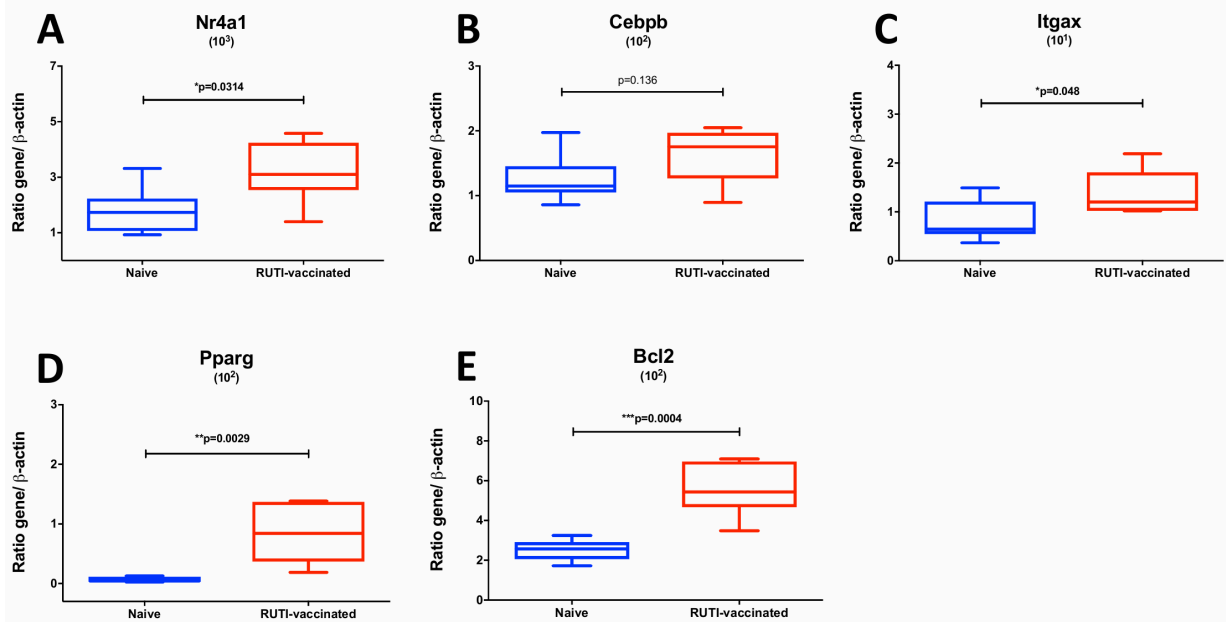 A
Nr4a1
(10³)
Ratio gene/ β-actin
7
5
3
1
*p=0.0314
Naive
RUTI-vaccinated
B
Cebpb
(10²)
Ratio gene/ β-actin
3
2
1
0
p=0.136
Naive
RUTI-vaccinated
C
Itgax
(10¹)
Ratio gene/ β-actin
4
3
2
1
0
*p=0.048
Naive
RUTI-vaccinated
D
Pparg
(10²)
Ratio gene/ β-actin
3
2
1
0
**p=0.0029
Naive
RUTI-vaccinated
E
Bcl2
(10²)
Ratio gene/ β-actin
10
8
6
4
2
0
***p=0.0004
Naive
RUTI-vaccinated